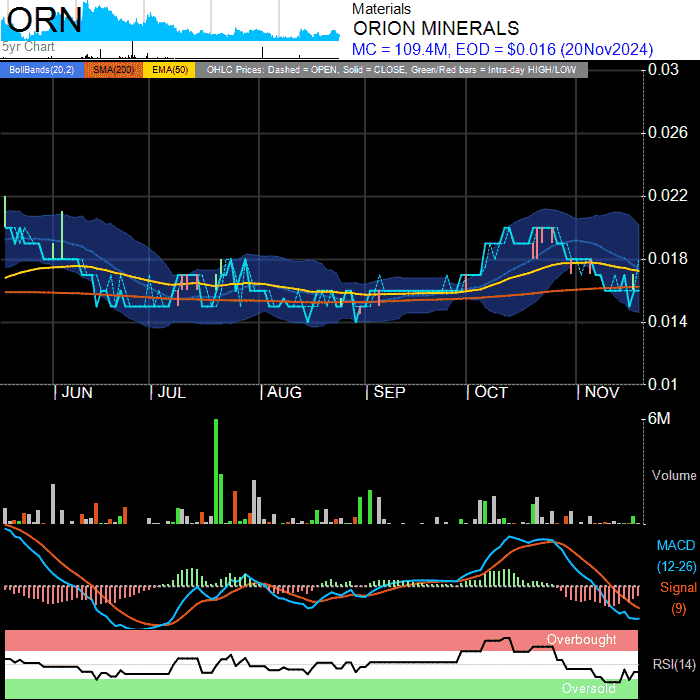 ORN
5yr Chart
Materials
ORION MINERALS
MC = 109.4M, EOD = $0.016 (20Nov2024)
BollBands(20,2) SMA(200) EMA(50) OHLC Prices: Dashed = OPEN, Solid = CLOSE, Green/Red bars = Intra-day HIGH/LOW
0.03
0.026
0.022
0.018
0.014
0.01
JUN JUL AUG SEP OCT NOV
6M
Volume
MACD
(12-26)
Signal
(9)
Overbought
RSI(14)
Oversold